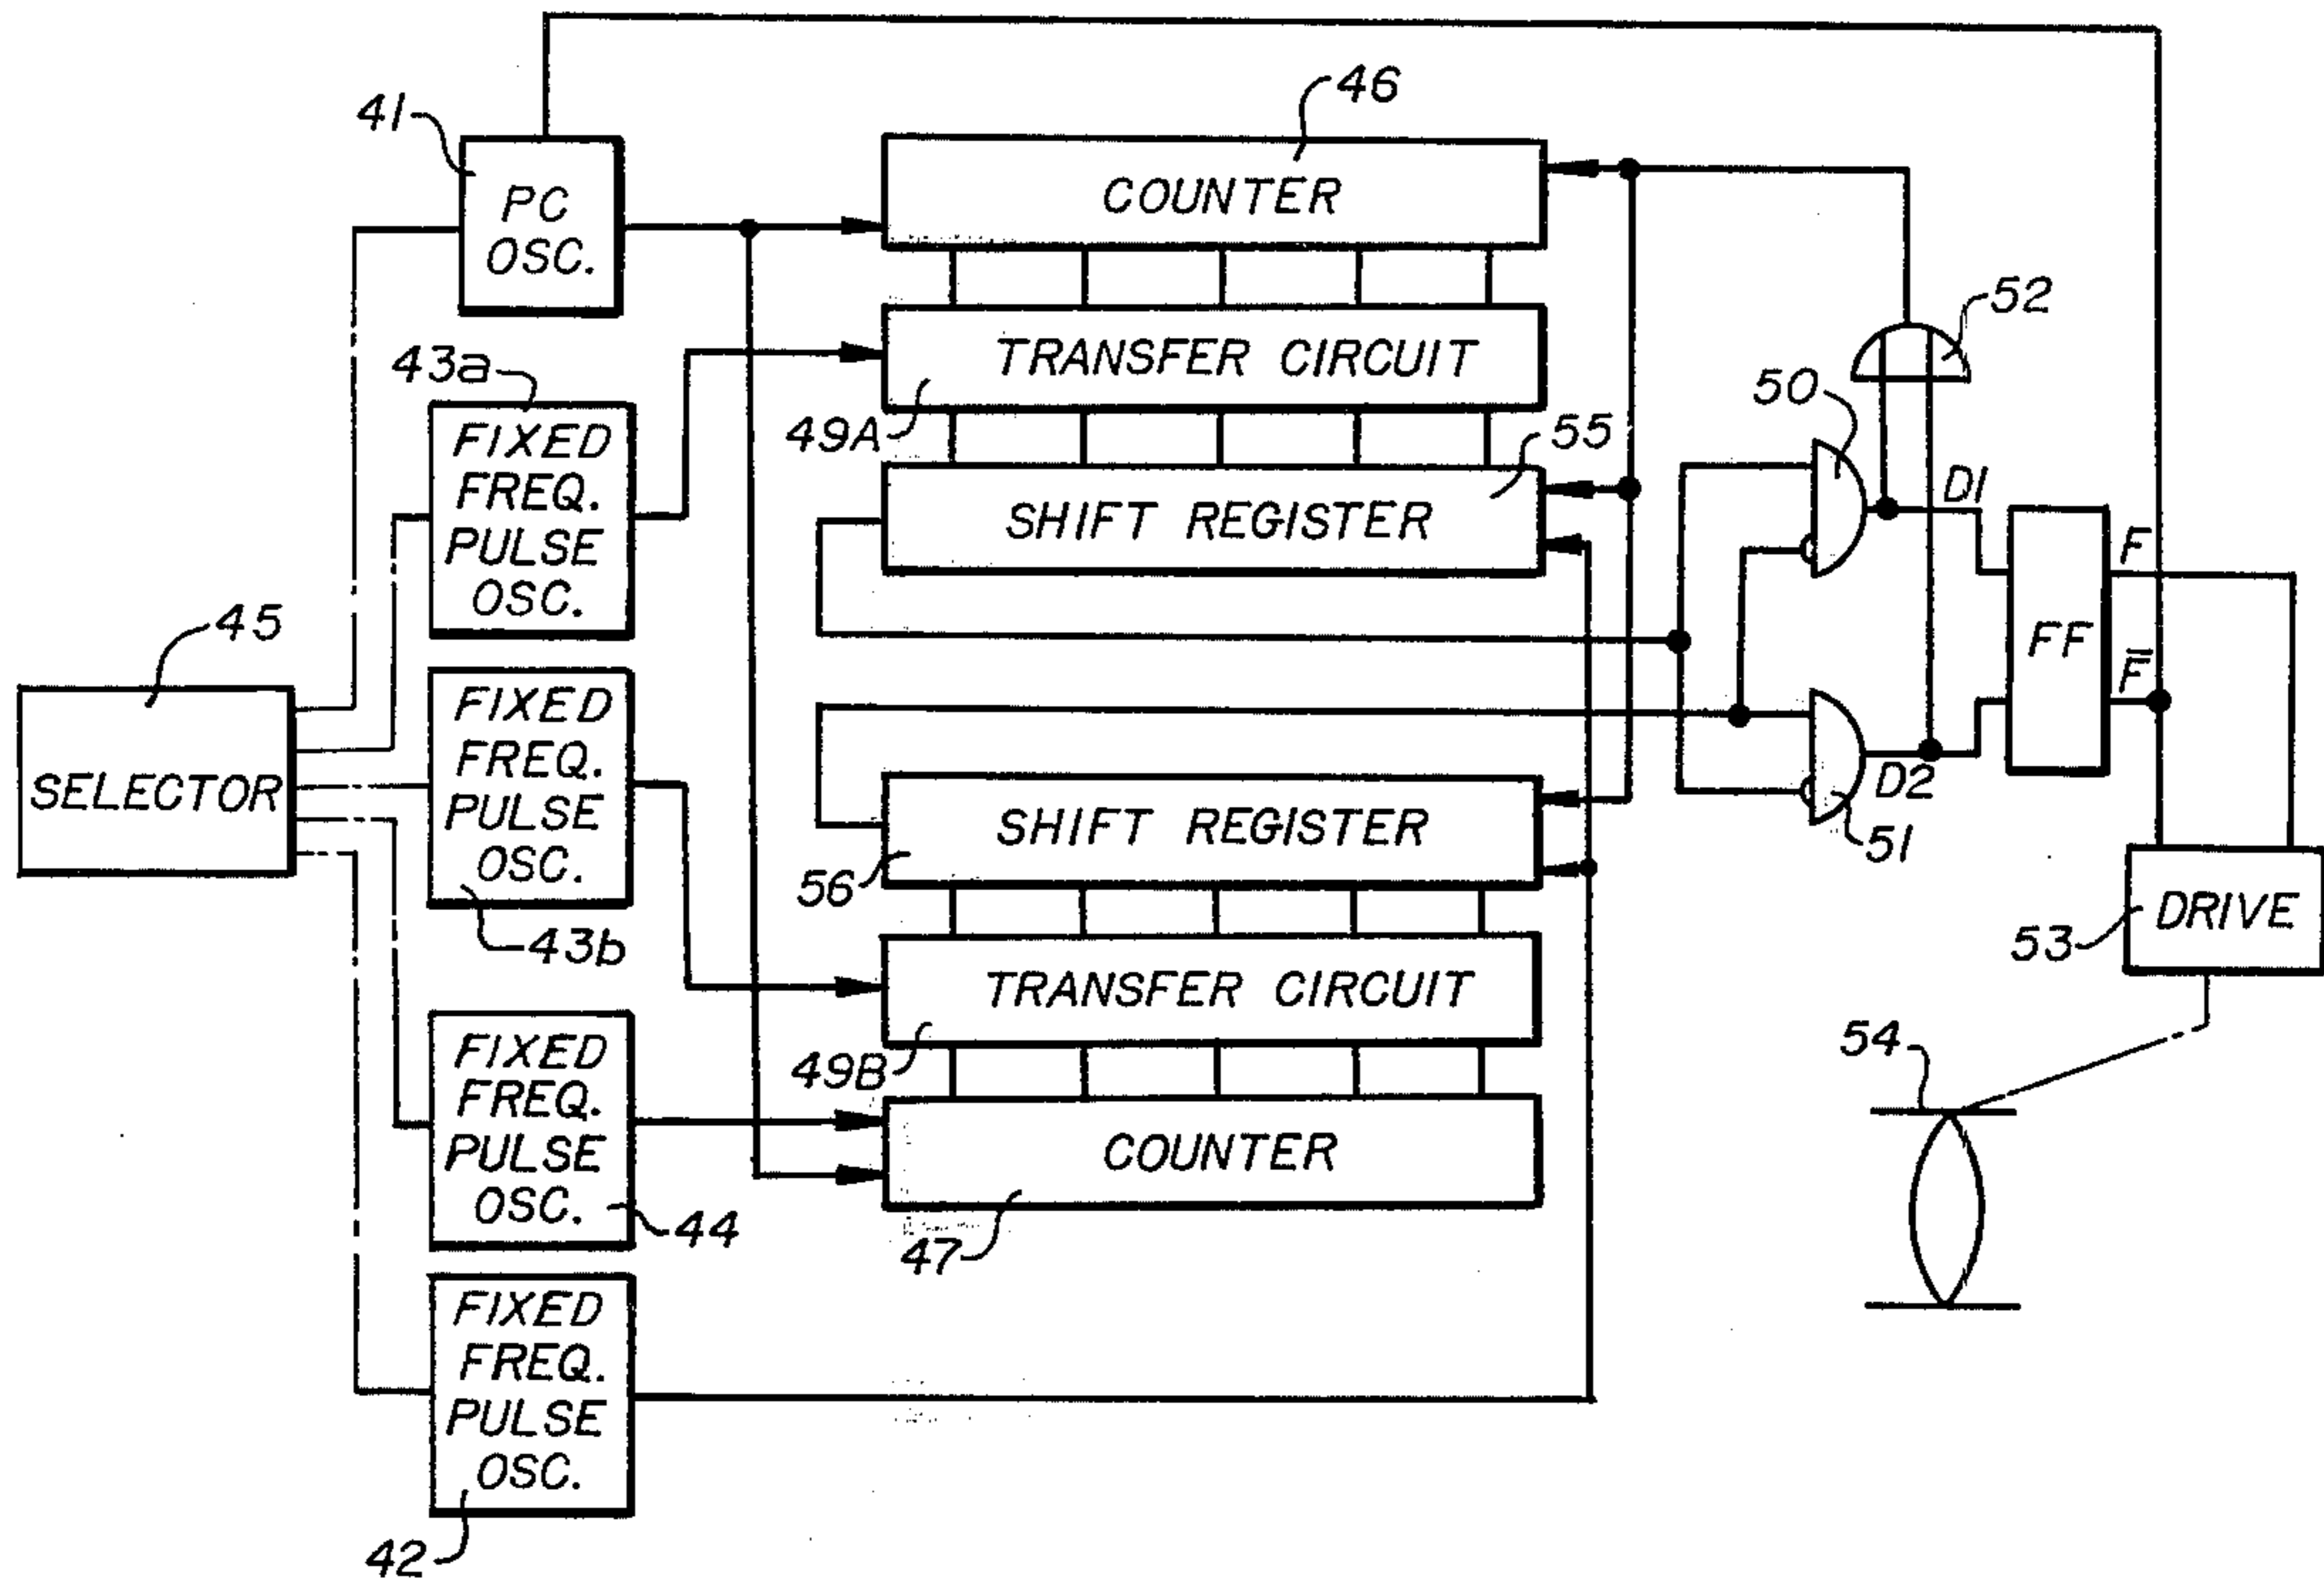 46
41
PC
OSC.
COUNTER
52
43a
TRANSFER CIRCUIT
50
49A
55
FIXED
FREQ.
PULSE
OSC.
SHIFT REGISTER
D1
F
FF
F̅
45
SELECTOR
FIXED
FREQ.
PULSE
OSC.
43b
SHIFT REGISTER
56
D2
51
53
DRIVE
TRANSFER CIRCUIT
49B
54
FIXED
FREQ.
PULSE
OSC.
44
COUNTER
47
FIXED
FREQ.
PULSE
OSC.
42